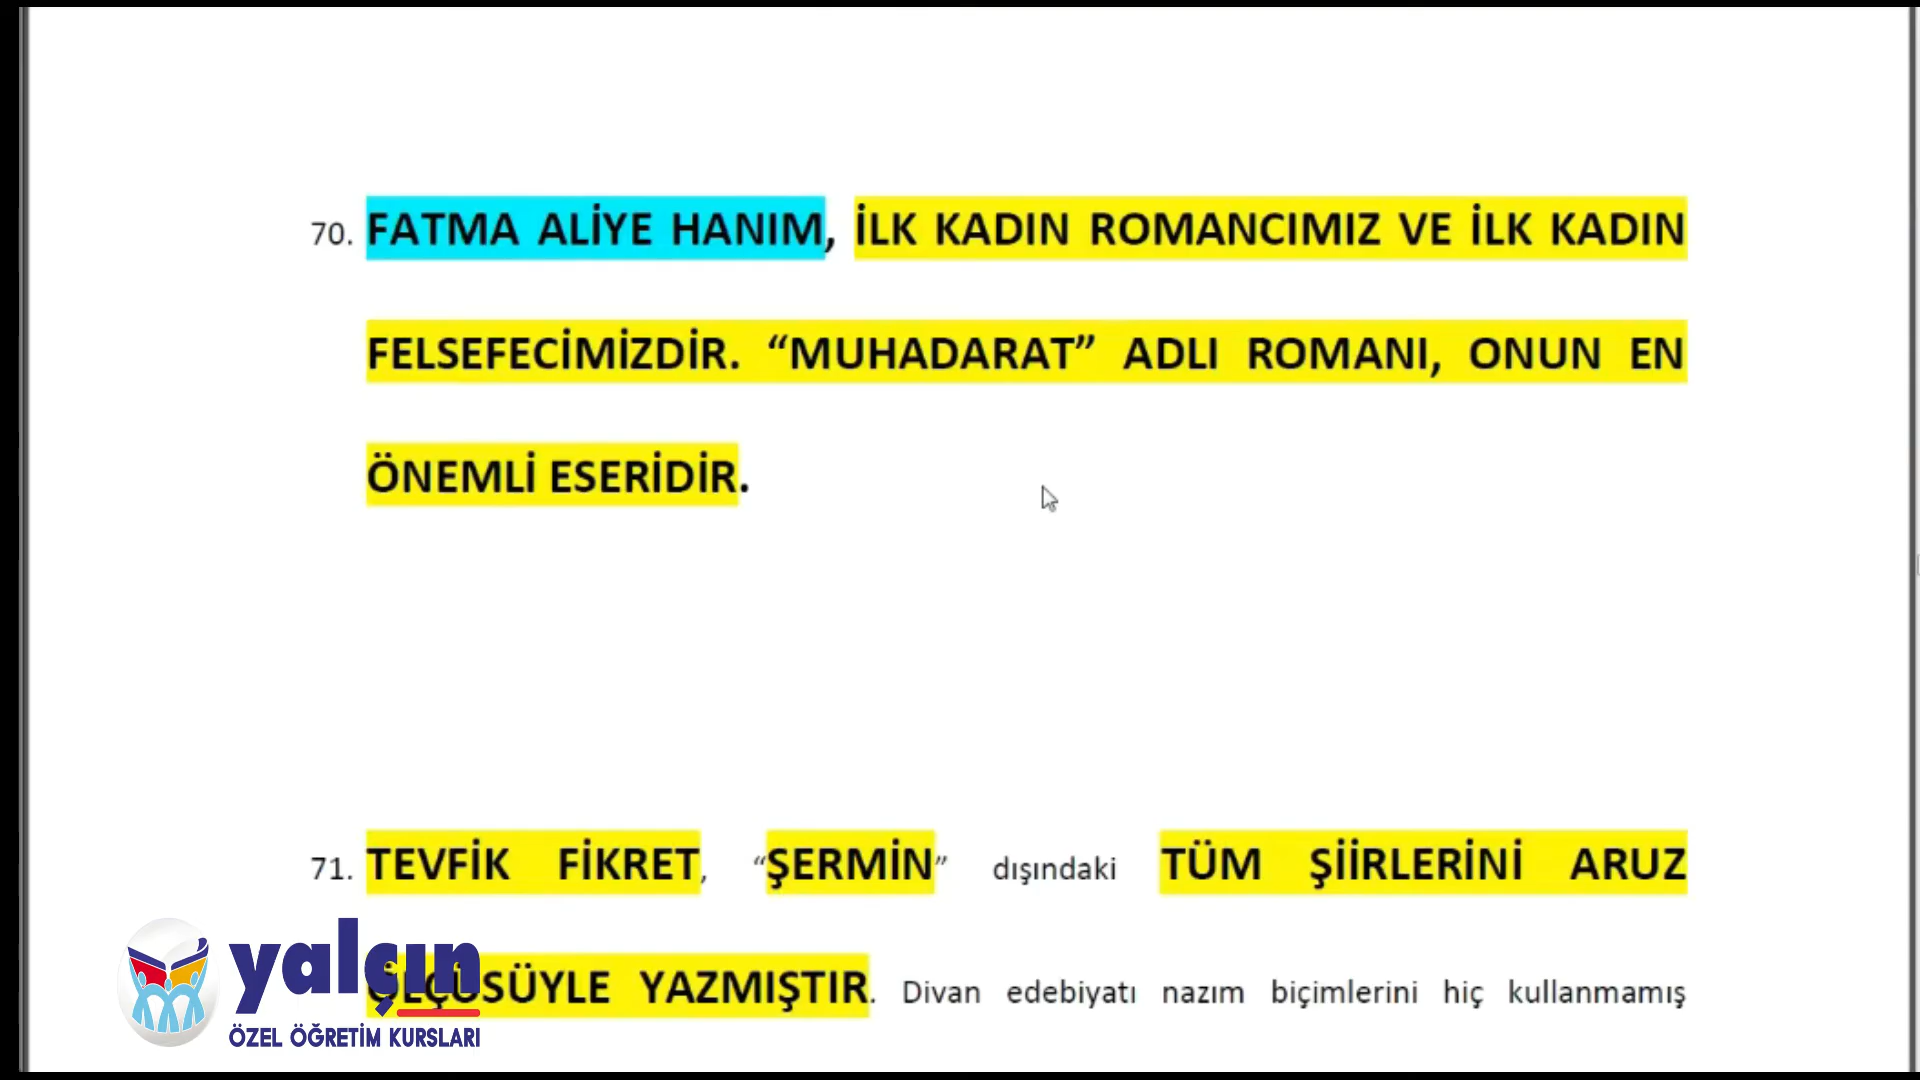 70. FATMA ALİYE HANIM, İLK KADIN ROMANCIMIZ VE İLK KADIN
FELSEFECİMİZDİR. “MUHADARAT” ADLI ROMANI, ONUN EN
ÖNEMLİ ESERİDİR.
71. TEVFİK FİKRET, “ŞERMİN” dışındaki TÜM ŞİİRLERİNİ ARUZ
ÖLÇÜSÜYLE YAZMIŞTIR. Divan edebiyatı nazım biçimlerini hiç kullanmamış
yalçın
ÖZEL ÖĞRETİM KURSLARI